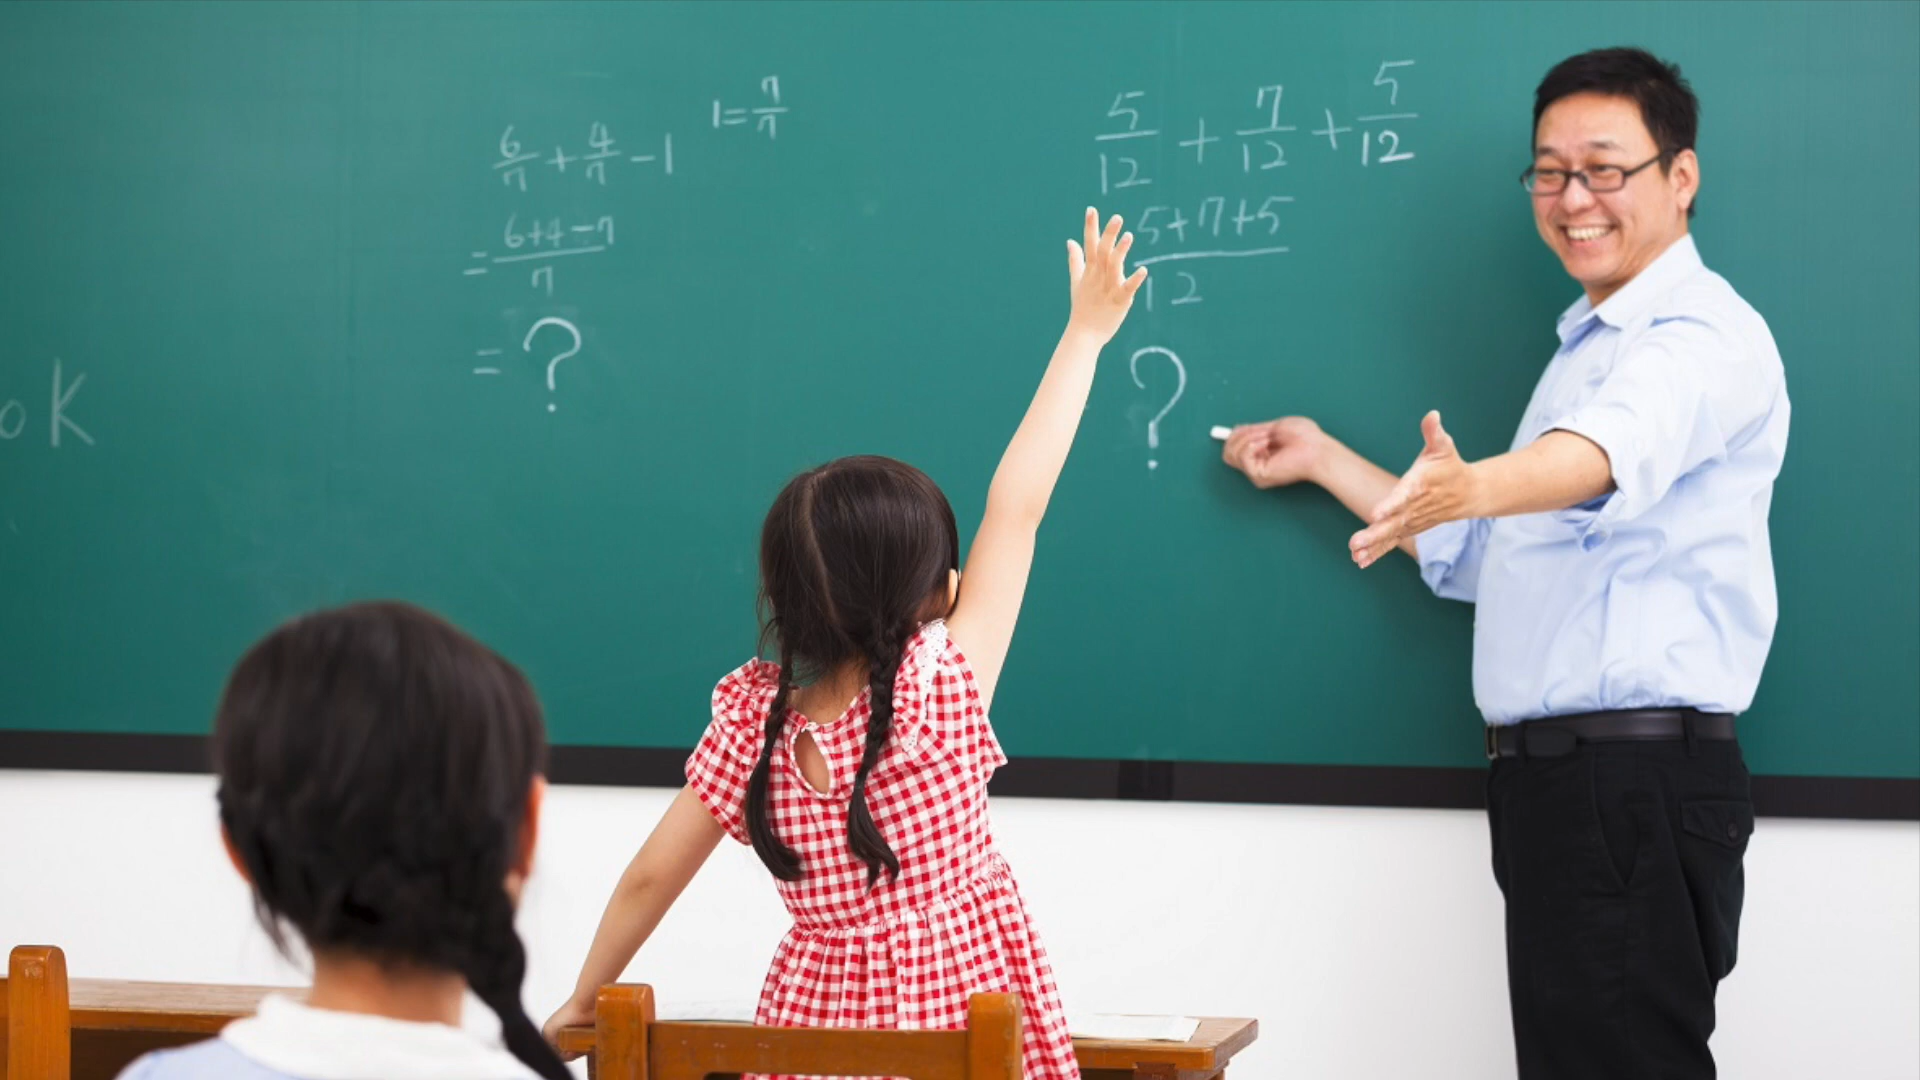 oK
6/7 + 4/7 - 1
1 = 7/7
= 6+4-7/7
= ?
5/12 + 7/12 + 5/12
5+7+5/12
?